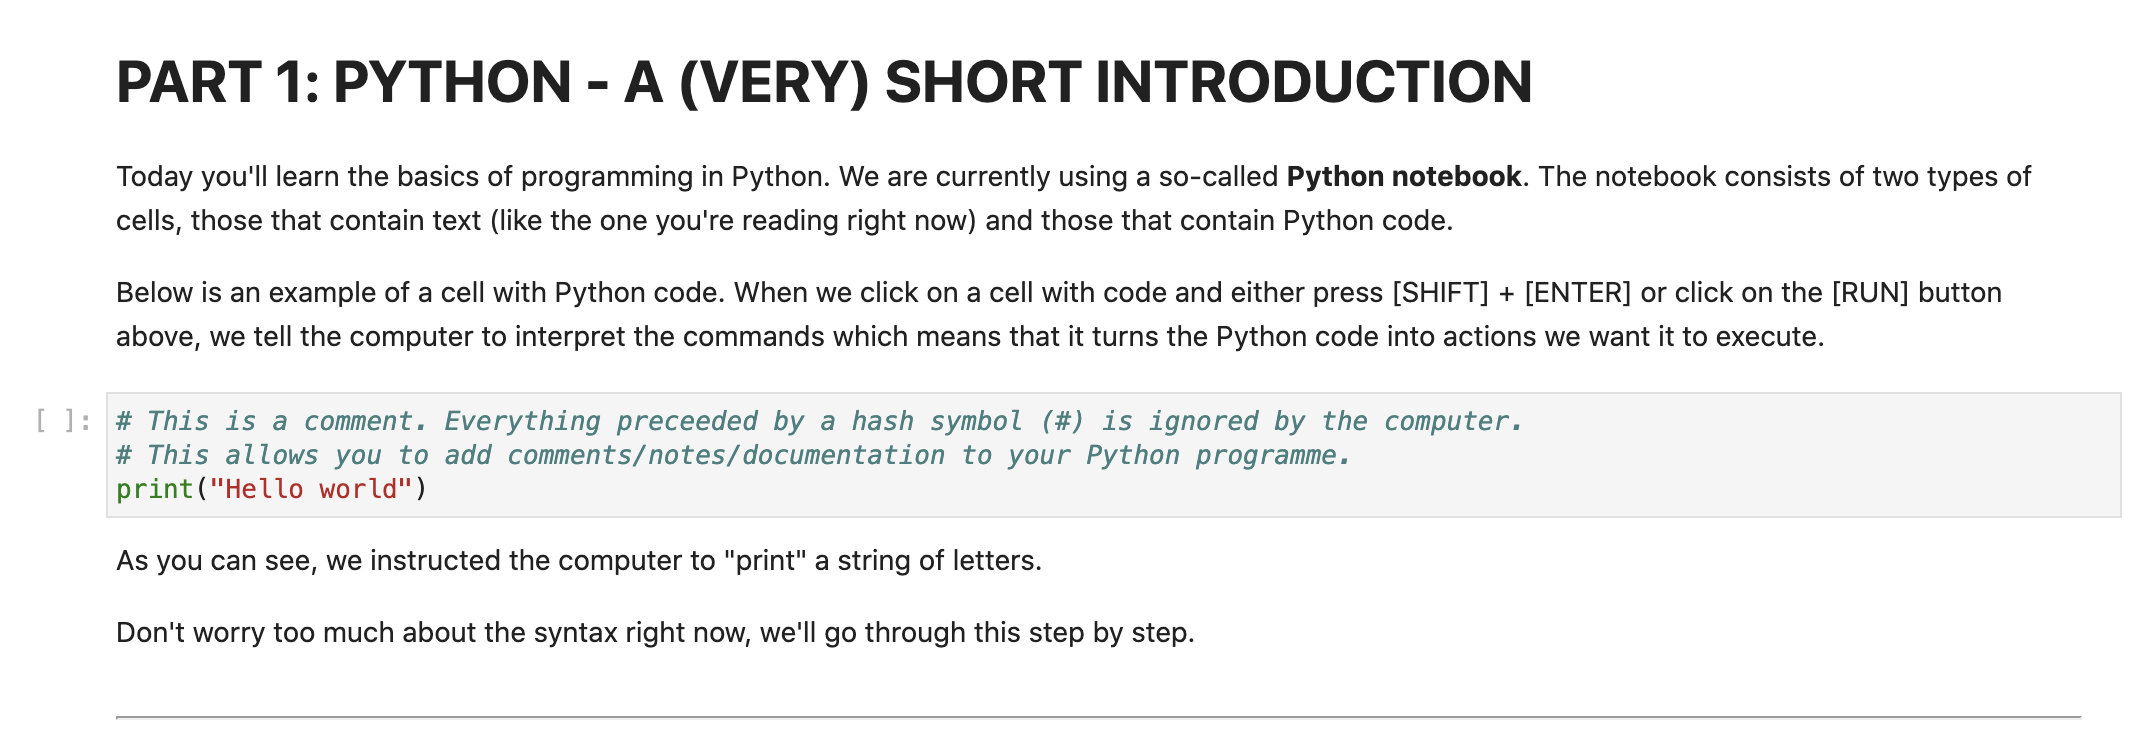 PART 1: PYTHON - A (VERY) SHORT INTRODUCTION
Today you'll learn the basics of programming in Python. We are currently using a so-called Python notebook. The notebook consists of two types of
cells, those that contain text (like the one you're reading right now) and those that contain Python code.
Below is an example of a cell with Python code. When we click on a cell with code and either press [SHIFT] + [ENTER] or click on the [RUN] button
above, we tell the computer to interpret the commands which means that it turns the Python code into actions we want it to execute.
[ ]: # This is a comment. Everything preceeded by a hash symbol (#) is ignored by the computer.
# This allows you to add comments/notes/documentation to your Python programme.
print("Hello world")
As you can see, we instructed the computer to "print" a string of letters.
Don't worry too much about the syntax right now, we'll go through this step by step.